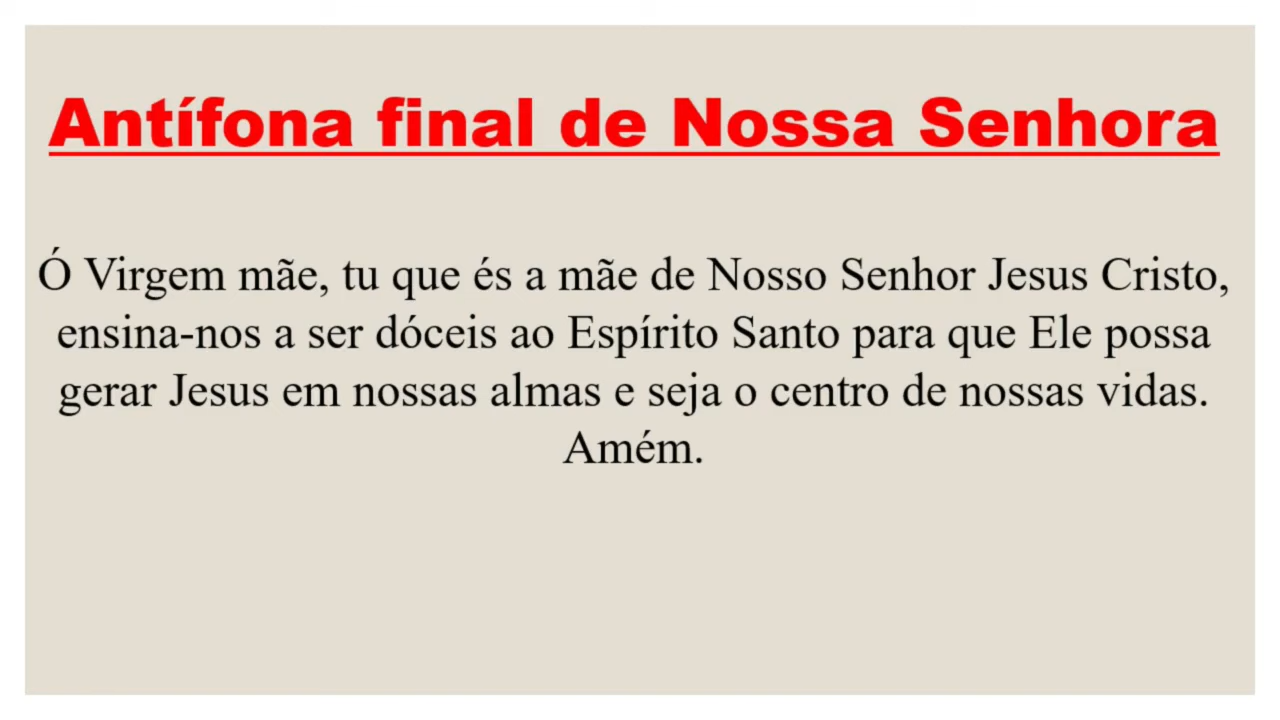 Antífona final de Nossa Senhora
Ó Virgem mãe, tu que és a mãe de Nosso Senhor Jesus Cristo,
ensina-nos a ser dóceis ao Espírito Santo para que Ele possa
gerar Jesus em nossas almas e seja o centro de nossas vidas.
Amém.